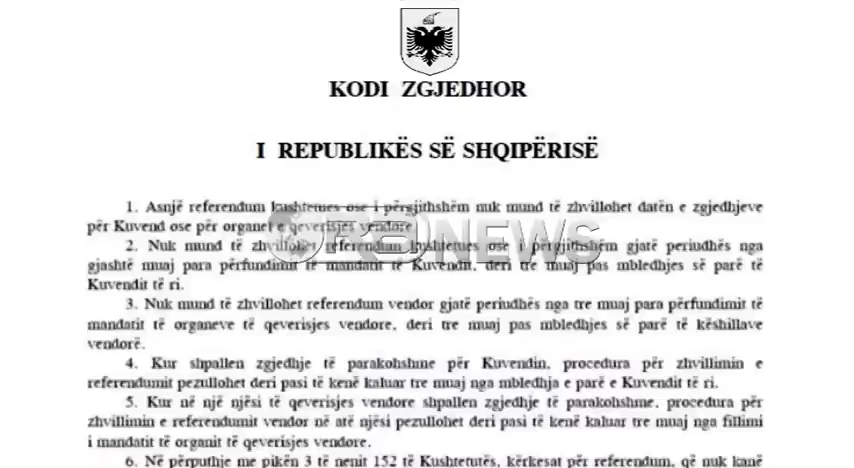 KODI ZGJEDHOR
I REPUBLIKËS SË SHQIPËRISË
1. Asnjë referendum kushtetues ose i përgjithshëm nuk mund të zhvillohet datën e zgjedhjeve
për Kuvend ose për organet e qeverisjes vendore.
ORA NEWS
2. Nuk mund të zhvillohet referendum kushtetues ose i përgjithshëm gjatë periudhës nga
gjashtë muaj para përfundimit të mandatit të Kuvendit, deri tre muaj pas mbledhjes së parë të
Kuvendit të ri.
3. Nuk mund të zhvillohet referendum vendor gjatë periudhës nga tre muaj para përfundimit të
mandatit të organeve të qeverisjes vendore, deri tre muaj pas mbledhjes së parë të këshillave
vendorë.
4. Kur shpallen zgjedhje të parakohshme për Kuvendin, procedura për zhvillimin e
referendumit pezullohet deri pasi të kenë kaluar tre muaj nga mbledhja e parë e Kuvendit të ri.
5. Kur në një njësi të qeverisjes vendore shpallen zgjedhje të parakohshme, procedura për
zhvillimin e referendumit vendor në atë njësi pezullohet deri pasi të kenë kaluar tre muaj nga fillimi
i mandatit të organit të qeverisjes vendore.
6. Në përputhje me pikën 3 të nenit 152 të Kushtetutës, kërkesat për referendum, që nuk kanë